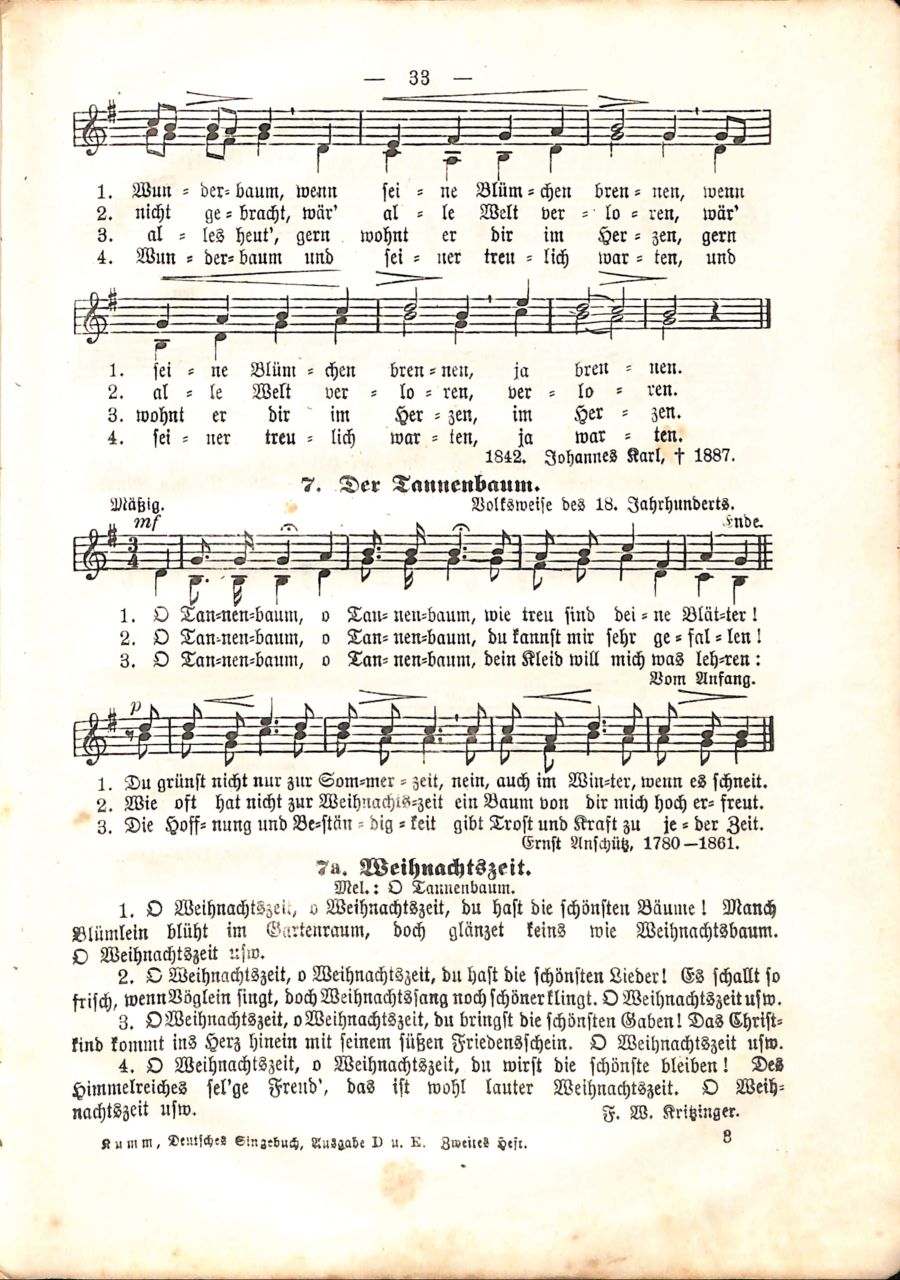 — 33 —
1. Wun - der- baum, wenn sei - ne Blüm - chen bren - nen, wenn
2. nicht ge - bracht, wär' al - le Welt ver - lo - ren, wär'
3. al - les heut', gern wohnt er dir im Her - zen, gern
4. Wun - der- baum und sei - ner treu - lich war - ten, und
1. sei - ne Blüm - chen bren - nen, ja bren - nen.
2. al - le Welt ver - lo - ren, ver - lo - ren.
3. wohnt er dir im Her - zen, im Her - zen.
4. sei - ner treu - lich war - ten, ja war - ten.
1842. Johannes Karl, † 1887.
7. Der Tannenbaum.
Mäßig. Volksweise des 18. Jahrhunderts.
mf Ende.
3
4
1. O Tan-nen-baum, o Tan-nen-baum, wie treu sind dei-ne Blät-ter!
2. O Tan-nen-baum, o Tan-nen-baum, du kannst mir sehr ge-fal-len!
3. O Tan-nen-baum, o Tan-nen-baum, dein Kleid will mich was leh-ren:
Vom Anfang.
p
1. Du grünst nicht nur zur Som-mer-zeit, nein, auch im Win-ter, wenn es schneit.
2. Wie oft hat nicht zur Weihnachts-zeit ein Baum von dir mich hoch er-freut.
3. Die Hoff-nung und Be-stän-dig-keit gibt Trost und Kraft zu je-der Zeit.
Ernst Anschütz, 1780—1861.
7a. Weihnachtszeit.
Mel.: O Tannenbaum.
1. O Weihnachtszeit, o Weihnachtszeit, du hast die schönsten Bäume! Manch
Blümlein blüht im Gartenraum, doch glänzet keins wie Weihnachtsbaum.
O Weihnachtszeit usw.
2. O Weihnachtszeit, o Weihnachtszeit, du hast die schönsten Lieder! Es schallt so
frisch, wenn Vöglein singt, doch Weihnachtssang noch schöner klingt. O Weihnachtszeit usw.
3. O Weihnachtszeit, o Weihnachtszeit, du bringst die schönsten Gaben! Das Christ-
kind kommt ins Herz hinein mit seinem süßen Friedensschein. O Weihnachtszeit usw.
4. O Weihnachtszeit, o Weihnachtszeit, du wirst die schönste bleiben! Des
Himmelreiches sel'ge Freud', das ist wohl lauter Weihnachtszeit. O Weih-
nachtszeit usw. F. W. Kritzinger.
Kumm, Deutsches Singebuch, Ausgabe D u. E. Zweites Heft. 3